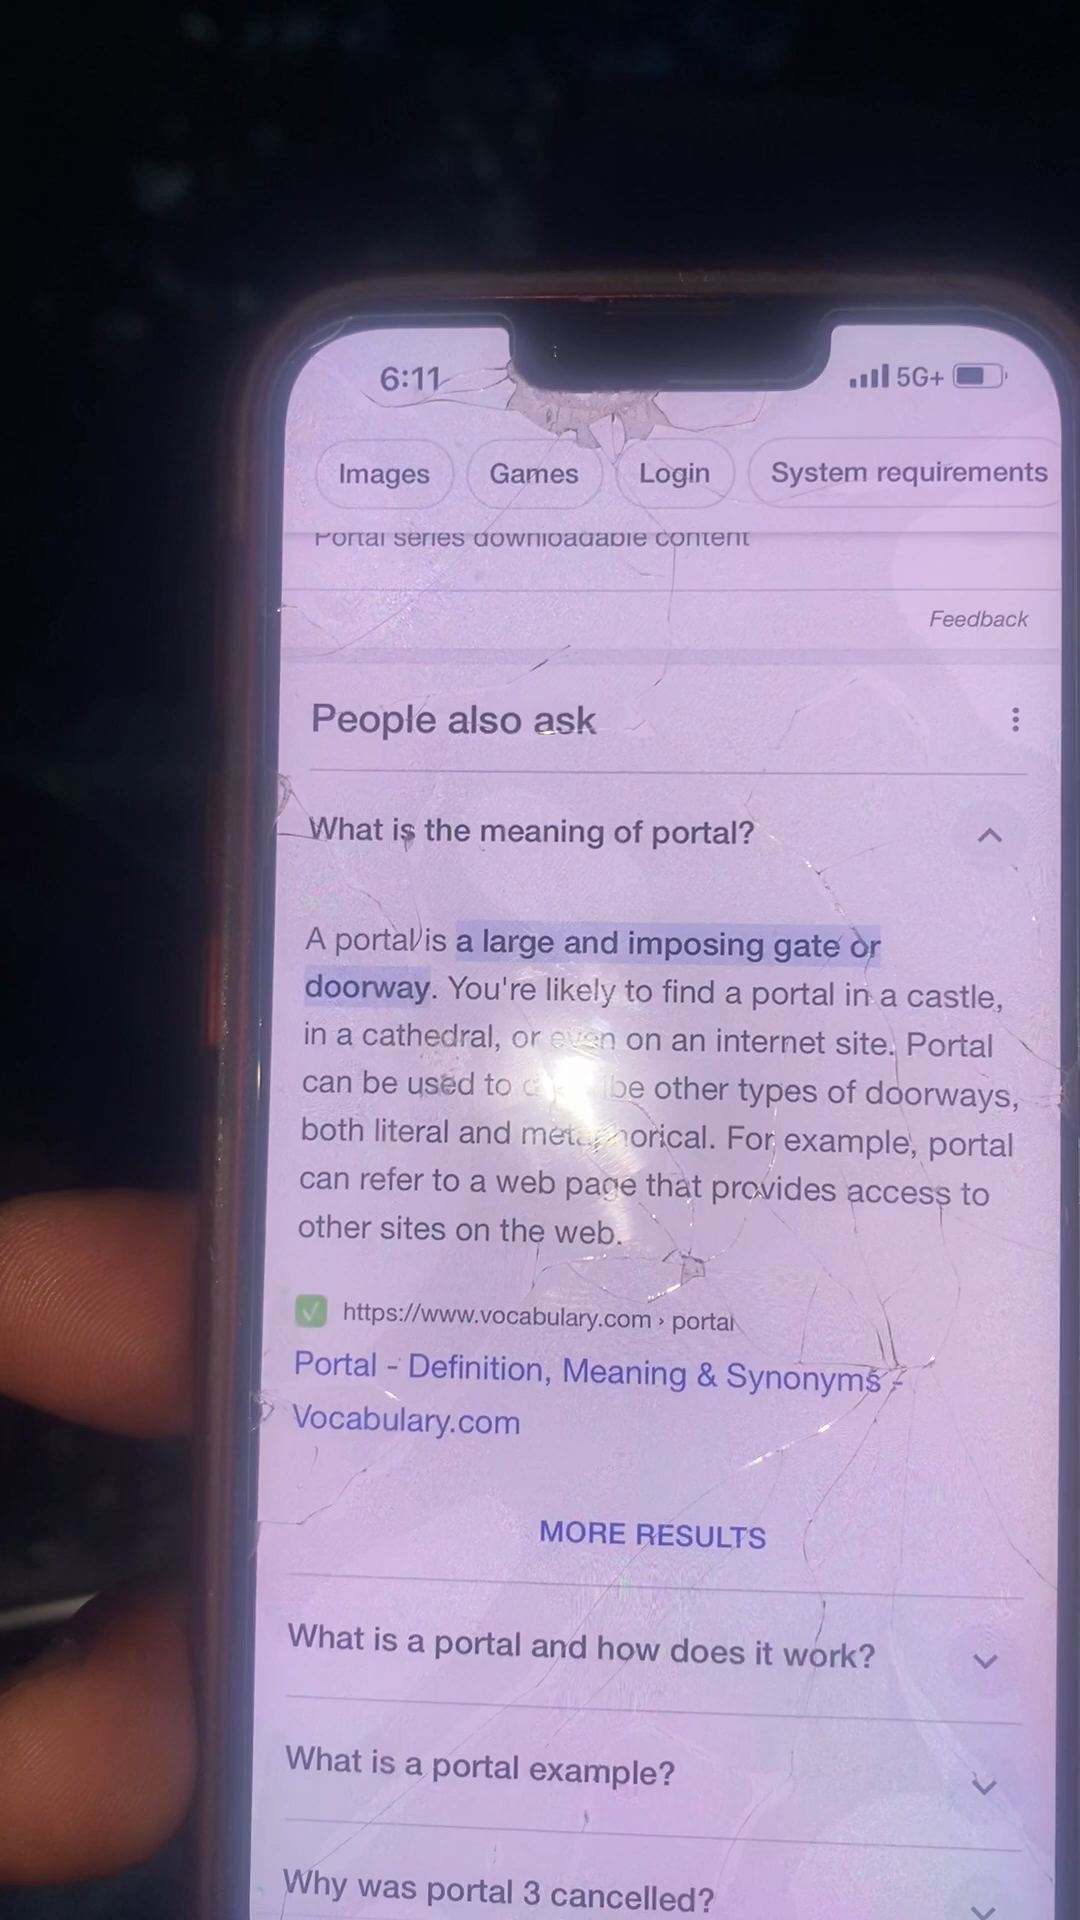 6:11 5G+
Images Games Login System requirements
Portal series downloadable content
Feedback
People also ask
What is the meaning of portal?
A portal is a large and imposing gate or
doorway. You're likely to find a portal in a castle,
in a cathedral, or even on an internet site. Portal
can be used to be other types of doorways,
both literal and metaphorical. For example, portal
can refer to a web page that provides access to
other sites on the web.
https://www.vocabulary.com › portal
Portal - Definition, Meaning & Synonyms -
Vocabulary.com
MORE RESULTS
What is a portal and how does it work?
What is a portal example?
Why was portal 3 cancelled?